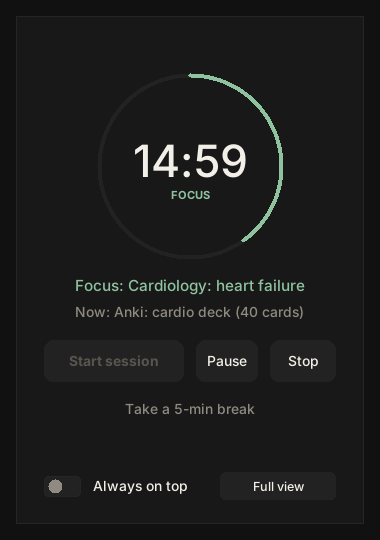 14:59
FOCUS
Focus: Cardiology: heart failure
Now: Anki: cardio deck (40 cards)
Start session
Pause
Stop
Take a 5-min break
Always on top
Full view